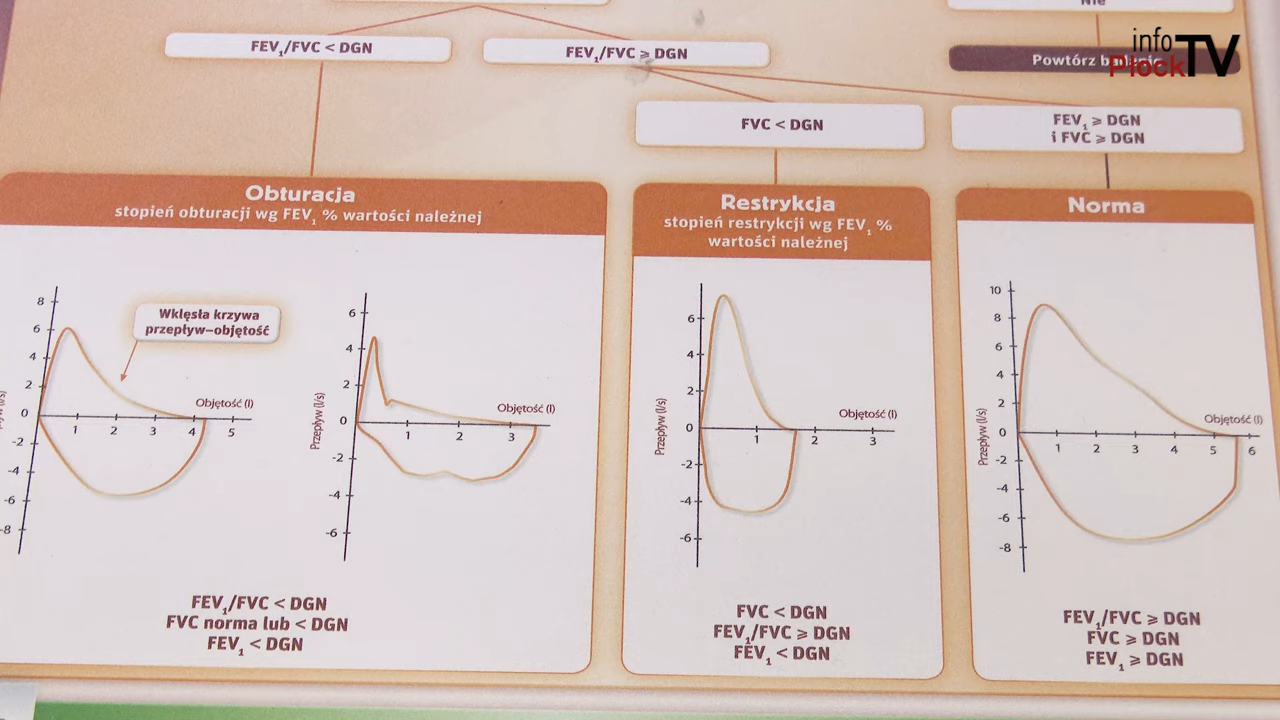 Nie
info
PłockTV
FEV₁/FVC < DGN
FEV₁/FVC ⩾ DGN
Powtórz badanie
FVC < DGN
FEV₁ ⩾ DGN
i FVC ⩾ DGN
Obturacja
stopień obturacji wg FEV₁ % wartości należnej
8
6
4
2
0
-2
-4
-6
-8
1
2
3
4
5
Wklęsła krzywa
przepływ–objętość
Objętość (l)
6
4
2
0
-2
-4
-6
1
2
3
Przepływ (l/s)
Objętość (l)
FEV₁/FVC < DGN
FVC norma lub < DGN
FEV₁ < DGN
Restrykcja
stopień restrykcji wg FEV₁ %
wartości należnej
6
4
2
0
-2
-4
-6
1
2
3
Przepływ (l/s)
Objętość (l)
FVC < DGN
FEV₁/FVC ⩾ DGN
FEV₁ < DGN
Norma
10
8
6
4
2
0
-2
-4
-6
-8
1
2
3
4
5
6
Przepływ (l/s)
Objętość (l)
FEV₁/FVC ⩾ DGN
FVC ⩾ DGN
FEV₁ ⩾ DGN